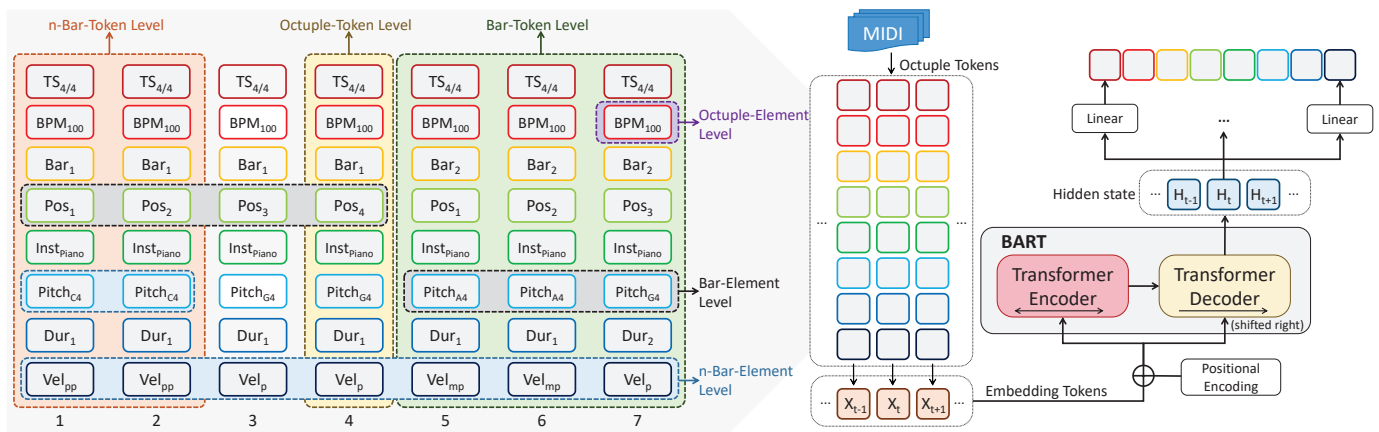 n-Bar-Token Level
Octuple-Token Level
Bar-Token Level
TS4/4 TS4/4 TS4/4 TS4/4 TS4/4 TS4/4 TS4/4
BPM100 BPM100 BPM100 BPM100 BPM100 BPM100 BPM100
Octuple-Element
Level
Bar1 Bar1 Bar1 Bar1 Bar2 Bar2 Bar2
Pos1 Pos2 Pos3 Pos4 Pos1 Pos2 Pos3
InstPiano InstPiano InstPiano InstPiano InstPiano InstPiano InstPiano
PitchC4 PitchC4 PitchG4 PitchG4 PitchA4 PitchA4 PitchG4
Bar-Element
Level
Dur1 Dur1 Dur1 Dur1 Dur1 Dur1 Dur2
Velpp Velpp Velp Velp Velmp Velmp Velp
n-Bar-Element
Level
1 2 3 4 5 6 7
MIDI
Octuple Tokens
... ...
... Xt-1 Xt Xt+1 ...
Embedding Tokens
Positional
Encoding
BART
Transformer
Encoder
Transformer
Decoder
(shifted right)
Hidden state
... Ht-1 Ht Ht+1 ...
Linear
...
Linear